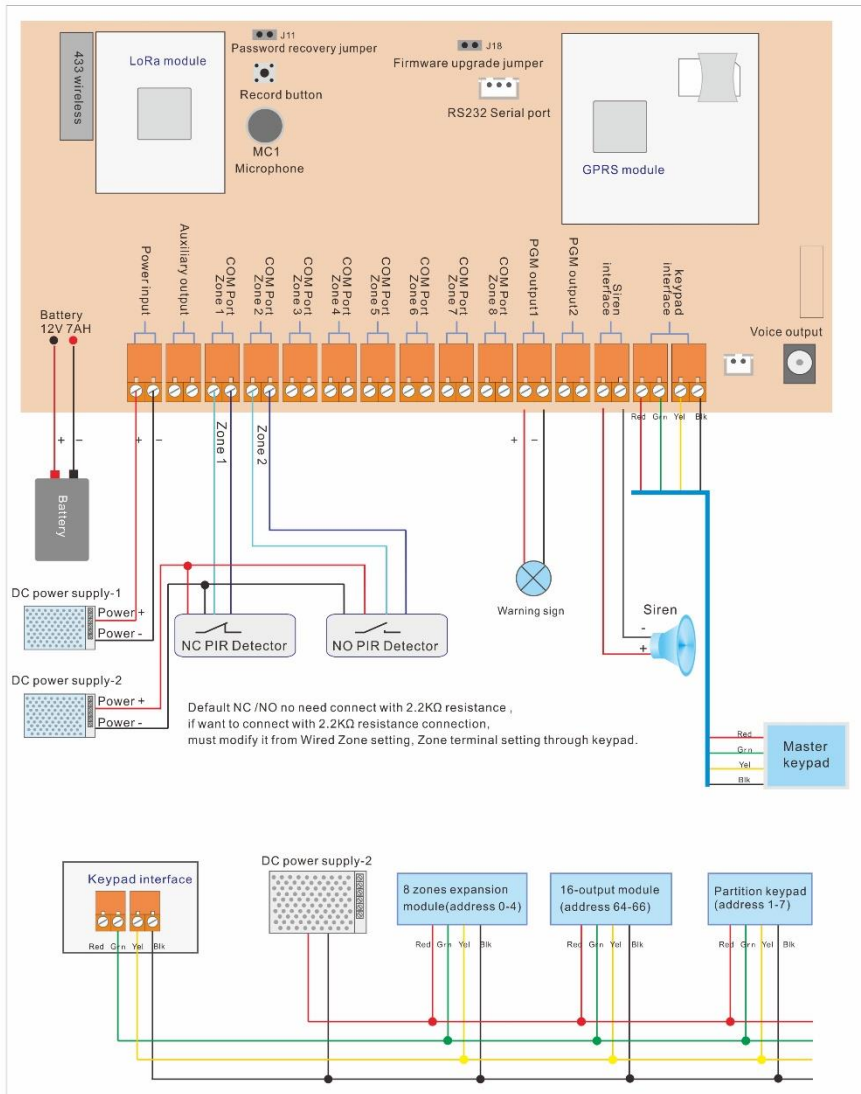 J11
Password recovery jumper
J18
Firmware upgrade jumper
433 wireless
LoRa module
Record button
RS232 Serial port
MC1
Microphone
GPRS module
Power input
Auxiliary output
COM Port
Zone 1
COM Port
Zone 2
COM Port
Zone 3
COM Port
Zone 4
COM Port
Zone 5
COM Port
Zone 6
COM Port
Zone 7
COM Port
Zone 8
PGM output1
PGM output2
Siren
interface
keypad
interface
Battery
12V 7AH
Voice output
Red Grn Yel Blk
+ −
+ −
Zone 1
Zone 2
+ −
Battery
DC power supply-1
Power +
Power -
NC PIR Detector
NO PIR Detector
Warning sign
Siren
-
+
DC power supply-2
Power +
Power -
Default NC /NO no need connect with 2.2KΩ resistance ,
if want to connect with 2.2KΩ resistance connection,
must modify it from Wired Zone setting, Zone terminal setting through keypad.
Red
Grn
Yel
Blk
Master
keypad
Keypad interface
Red Grn Yel Blk
DC power supply-2
8 zones expansion
module(address 0-4)
Red Grn Yel Blk
16-output module
(address 64-66)
Red Grn Yel Blk
Partition keypad
(address 1-7)
Red Grn Yel Blk